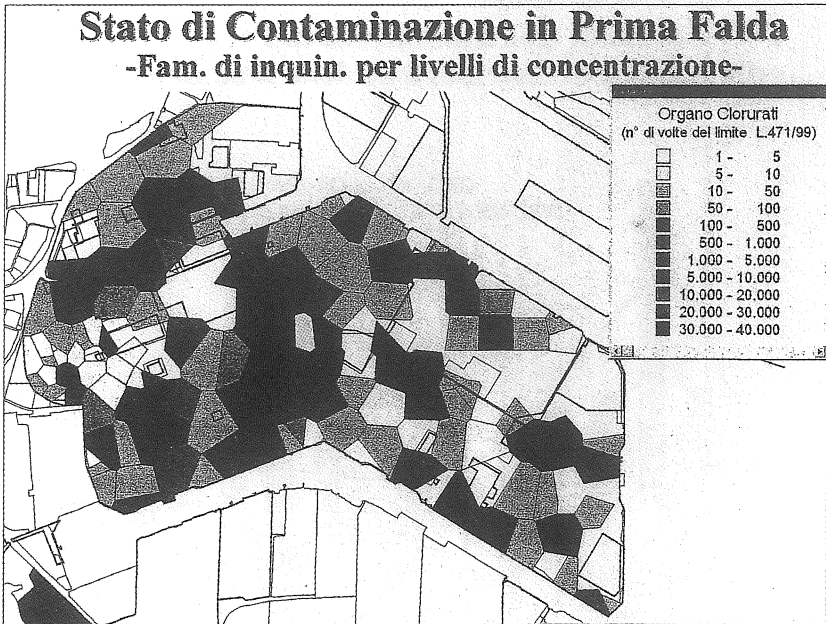 Stato di Contaminazione in Prima Falda
-Fam. di inquin. per livelli di concentrazione-
Organo Clorurati
(n° di volte del limite L.471/99)
1 - 5
5 - 10
10 - 50
50 - 100
100 - 500
500 - 1.000
1.000 - 5.000
5.000 - 10.000
10.000 - 20.000
20.000 - 30.000
30.000 - 40.000